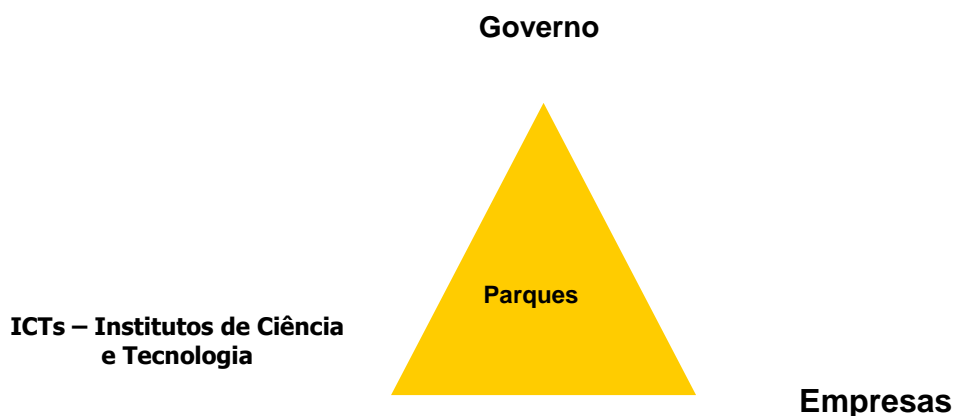 Governo
Parques
ICTs – Institutos de Ciência
e Tecnologia
Empresas